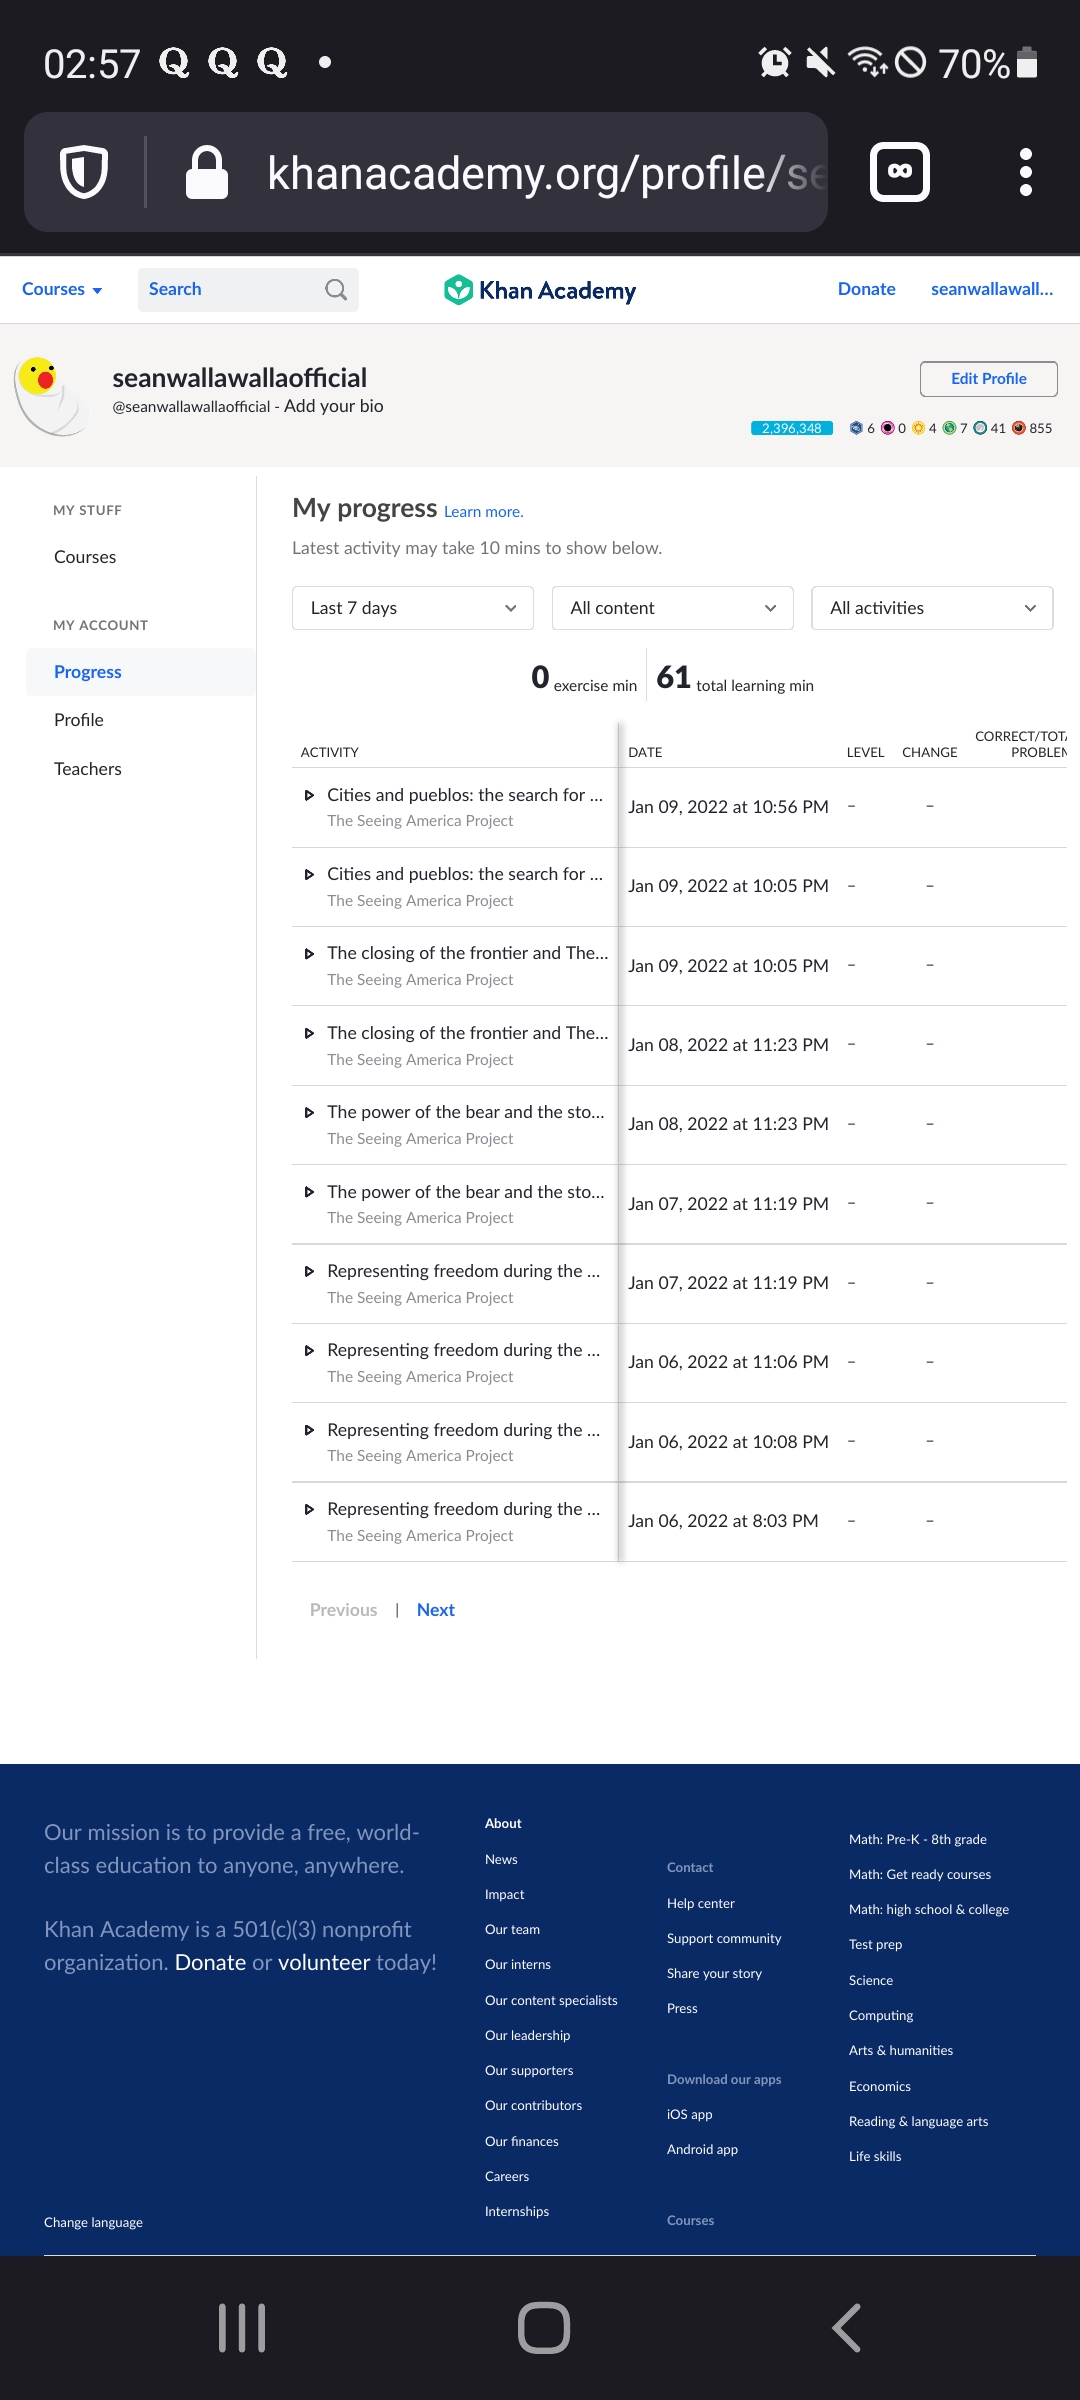 02:57 Q Q Q 70%
khanacademy.org/profile/se
Courses
Search
Khan Academy
Donate
seanwallawall...
seanwallawallaofficial
@seanwallawallaofficial - Add your bio
Edit Profile
2,396,348 6 0 4 7 41 855
MY STUFF
Courses
MY ACCOUNT
Progress
Profile
Teachers
My progress Learn more.
Latest activity may take 10 mins to show below.
Last 7 days
All content
All activities
0 exercise min 61 total learning min
ACTIVITY DATE LEVEL CHANGE CORRECT/TOTA
PROBLEM
Cities and pueblos: the search for ...
The Seeing America Project
Jan 09, 2022 at 10:56 PM – –
Cities and pueblos: the search for ...
The Seeing America Project
Jan 09, 2022 at 10:05 PM – –
The closing of the frontier and The...
The Seeing America Project
Jan 09, 2022 at 10:05 PM – –
The closing of the frontier and The...
The Seeing America Project
Jan 08, 2022 at 11:23 PM – –
The power of the bear and the sto...
The Seeing America Project
Jan 08, 2022 at 11:23 PM – –
The power of the bear and the sto...
The Seeing America Project
Jan 07, 2022 at 11:19 PM – –
Representing freedom during the ...
The Seeing America Project
Jan 07, 2022 at 11:19 PM – –
Representing freedom during the ...
The Seeing America Project
Jan 06, 2022 at 11:06 PM – –
Representing freedom during the ...
The Seeing America Project
Jan 06, 2022 at 10:08 PM – –
Representing freedom during the ...
The Seeing America Project
Jan 06, 2022 at 8:03 PM – –
Previous | Next
Our mission is to provide a free, world-
class education to anyone, anywhere.
Khan Academy is a 501(c)(3) nonprofit
organization. Donate or volunteer today!
Change language
About
News
Impact
Our team
Our interns
Our content specialists
Our leadership
Our supporters
Our contributors
Our finances
Careers
Internships
Contact
Help center
Support community
Share your story
Press
Download our apps
iOS app
Android app
Courses
Math: Pre-K - 8th grade
Math: Get ready courses
Math: high school & college
Test prep
Science
Computing
Arts & humanities
Economics
Reading & language arts
Life skills